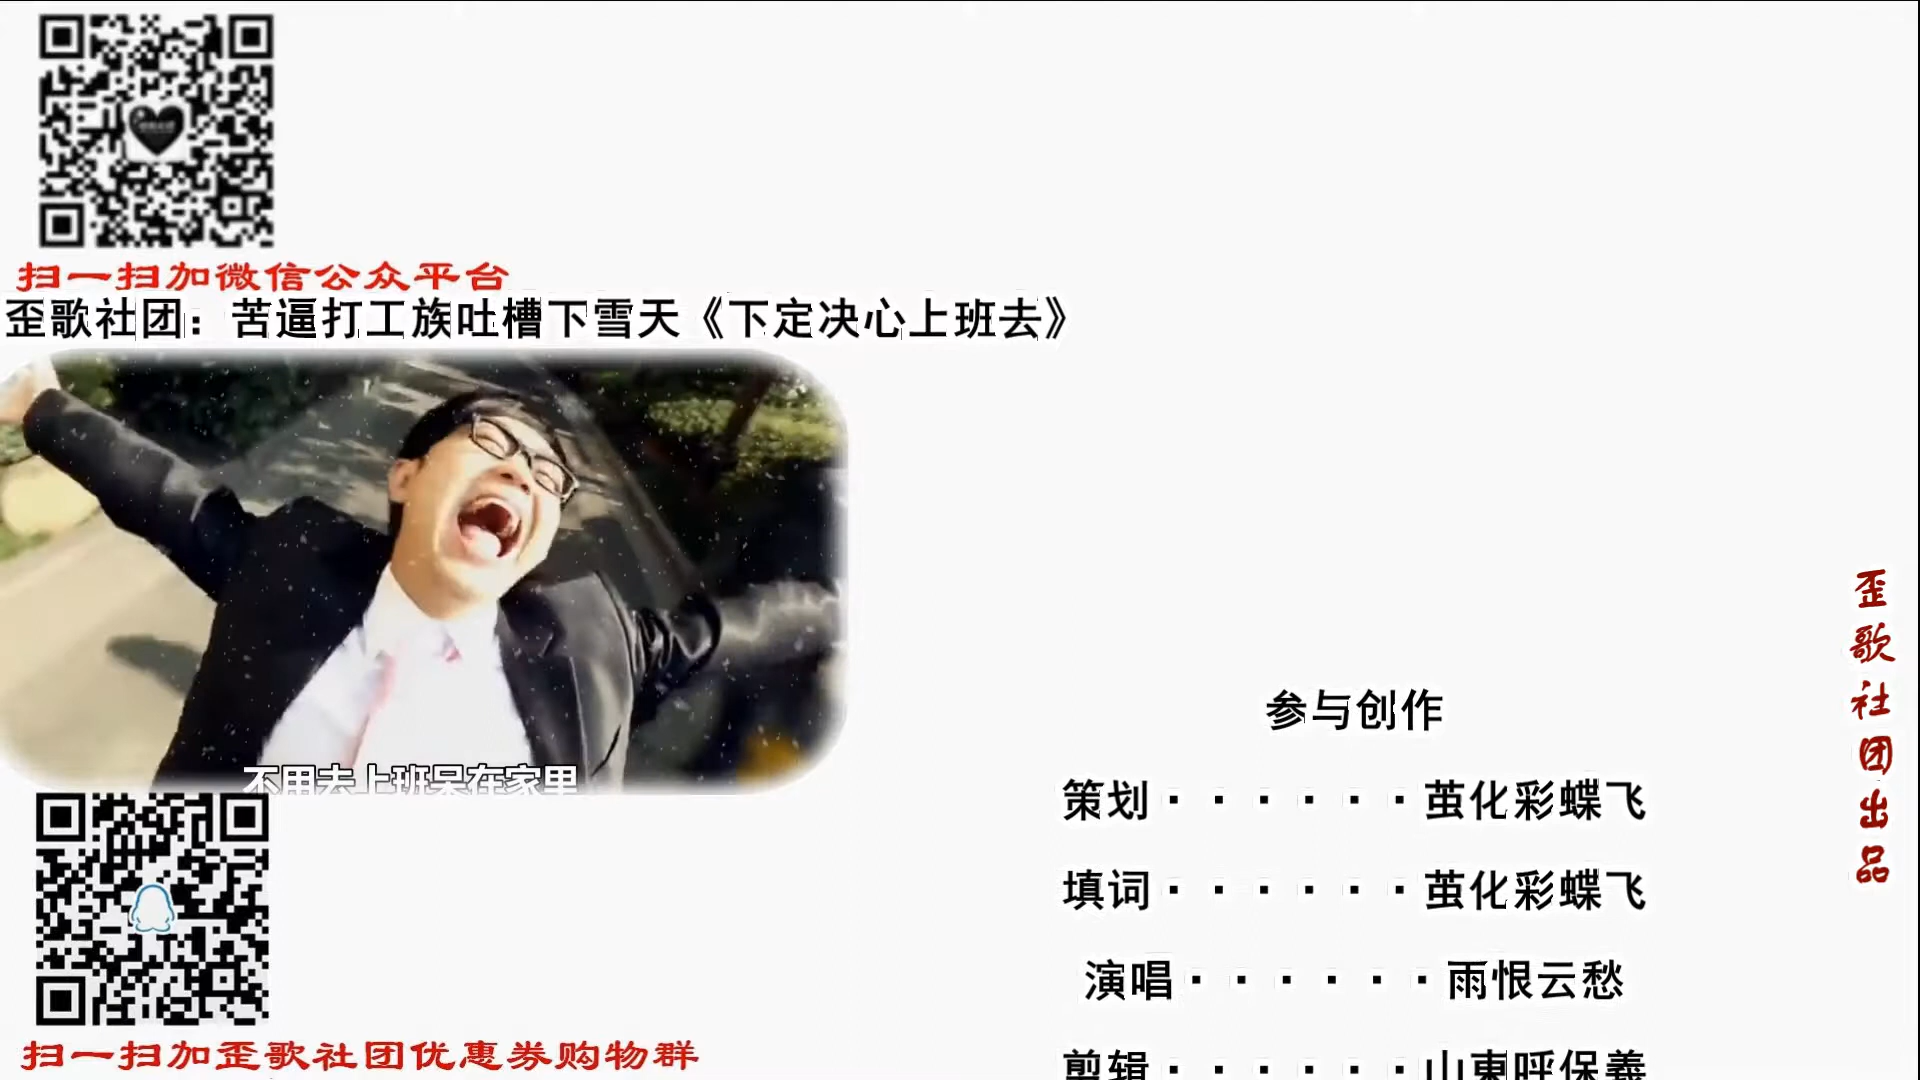 扫一扫加微信公众平台
歪歌社团：苦逼打工族吐槽下雪天《下定决心上班去》
不用去上班呆在家里
扫一扫加歪歌社团优惠券购物群
参与创作
策划······茧化彩蝶飞
填词······茧化彩蝶飞
演唱······雨恨云愁
剪辑······山東呼保義
歪歌社团出品